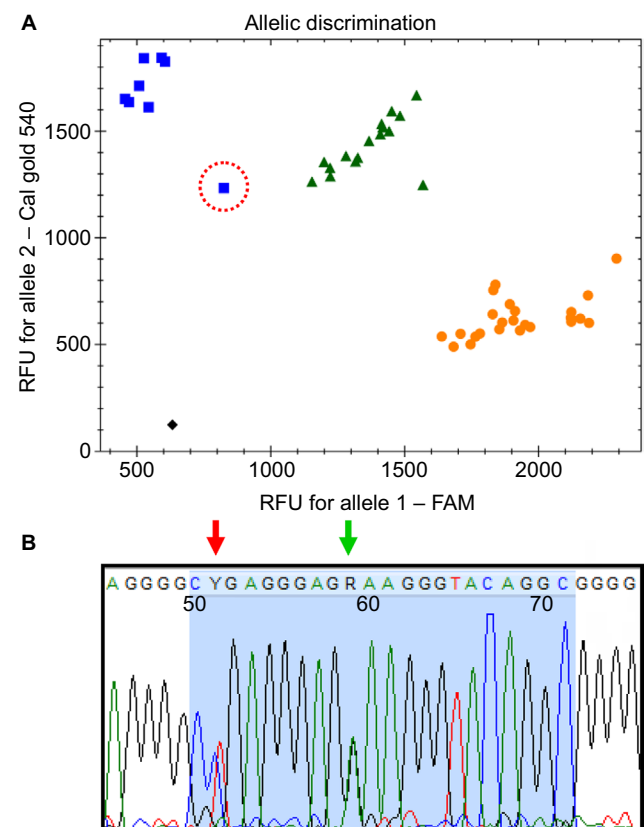 A
Allelic discrimination
RFU for allele 2 – Cal gold 540
1500
1000
500
0
500
1000
1500
2000
RFU for allele 1 – FAM
B
AGGGGCYGAGGGAGRAAGGGTACAGGCGGGG
50
60
70